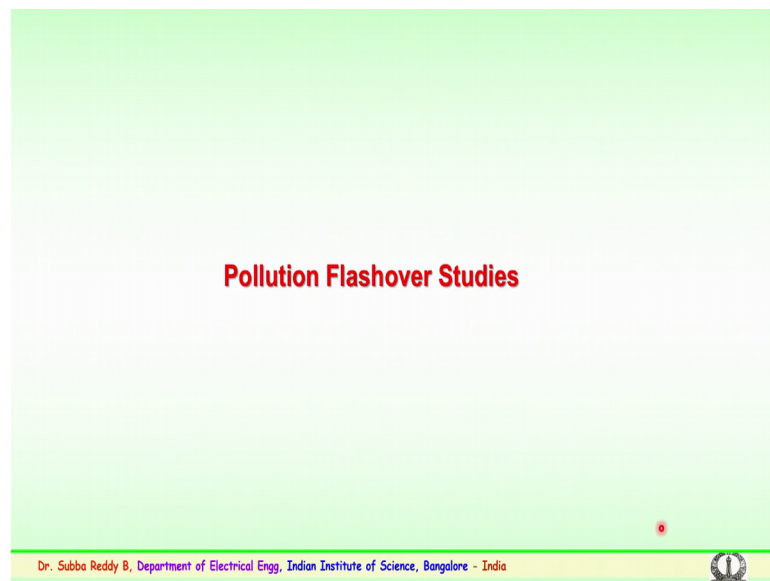 Pollution Flashover Studies
Dr. Subba Reddy B, Department of Electrical Engg, Indian Institute of Science, Bangalore - India